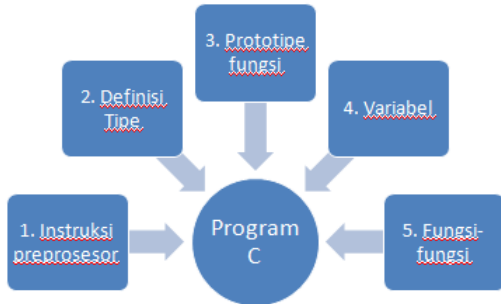 1. Instruksi
preprosesor
2. Definisi
Tipe
3. Prototipe
fungsi
4. Variabel
5. Fungsi-
fungsi
Program
C